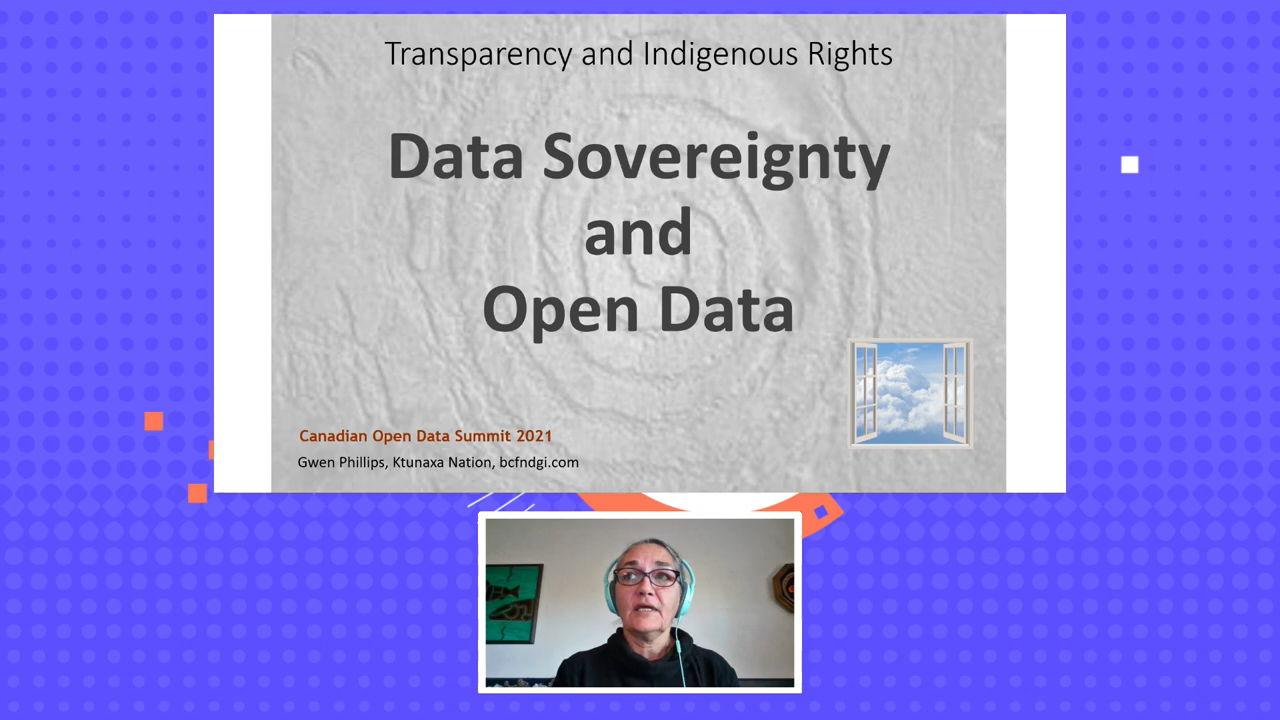 Transparency and Indigenous Rights
Data Sovereignty
and
Open Data
Canadian Open Data Summit 2021
Gwen Phillips, Ktunaxa Nation, bcfndgi.com